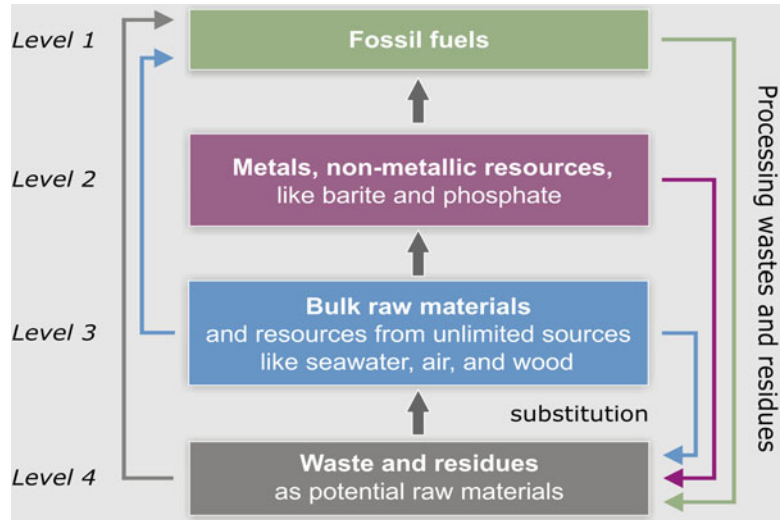 Level 1
Fossil fuels
Level 2
Metals, non-metallic resources,
like barite and phosphate
Level 3
Bulk raw materials
and resources from unlimited sources
like seawater, air, and wood
substitution
Level 4
Waste and residues
as potential raw materials
Processing wastes and residues